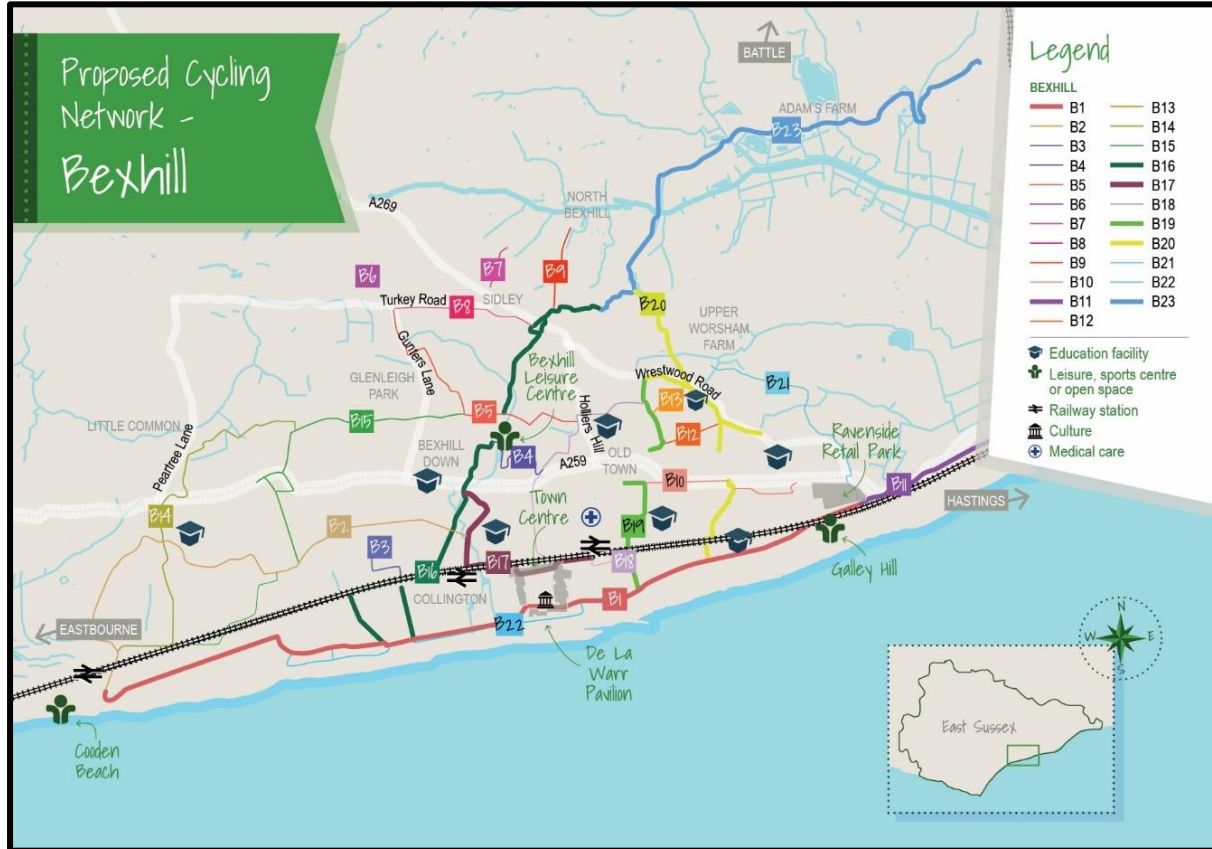 Proposed Cycling
Network -
Bexhill
BATTLE
ADAM'S FARM
B23
A269
NORTH
BEXHILL
B6
B7
B9
SIDLEY
Turkey Road
B8
B20
UPPER
WORSHAM
FARM
Gunters Lane
Bexhill
Leisure
Centre
Wrestwood Road
B21
GLENLEIGH
PARK
B13
LITTLE COMMON
Peartree Lane
B15
B5
Holliers Hill
B12
Ravenside
Retail Park
BEXHILL
DOWN
B4
A259
OLD
TOWN
B10
B11
HASTINGS
B14
B2
Town
Centre
B19
B3
B16
B17
B18
Galley Hill
COLLINGTON
B1
B22
EASTBOURNE
De La
Warr
Pavilion
Cooden
Beach
N
W E
S
East Sussex
Legend
BEXHILL
B1
B2
B3
B4
B5
B6
B7
B8
B9
B10
B11
B12
B13
B14
B15
B16
B17
B18
B19
B20
B21
B22
B23
Education facility
Leisure, sports centre
or open space
Railway station
Culture
Medical care